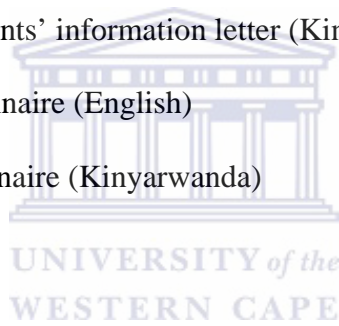 nts’ information letter (Kin
naire (English)
naire (Kinyarwanda)
UNIVERSITY of the
WESTERN CAPE